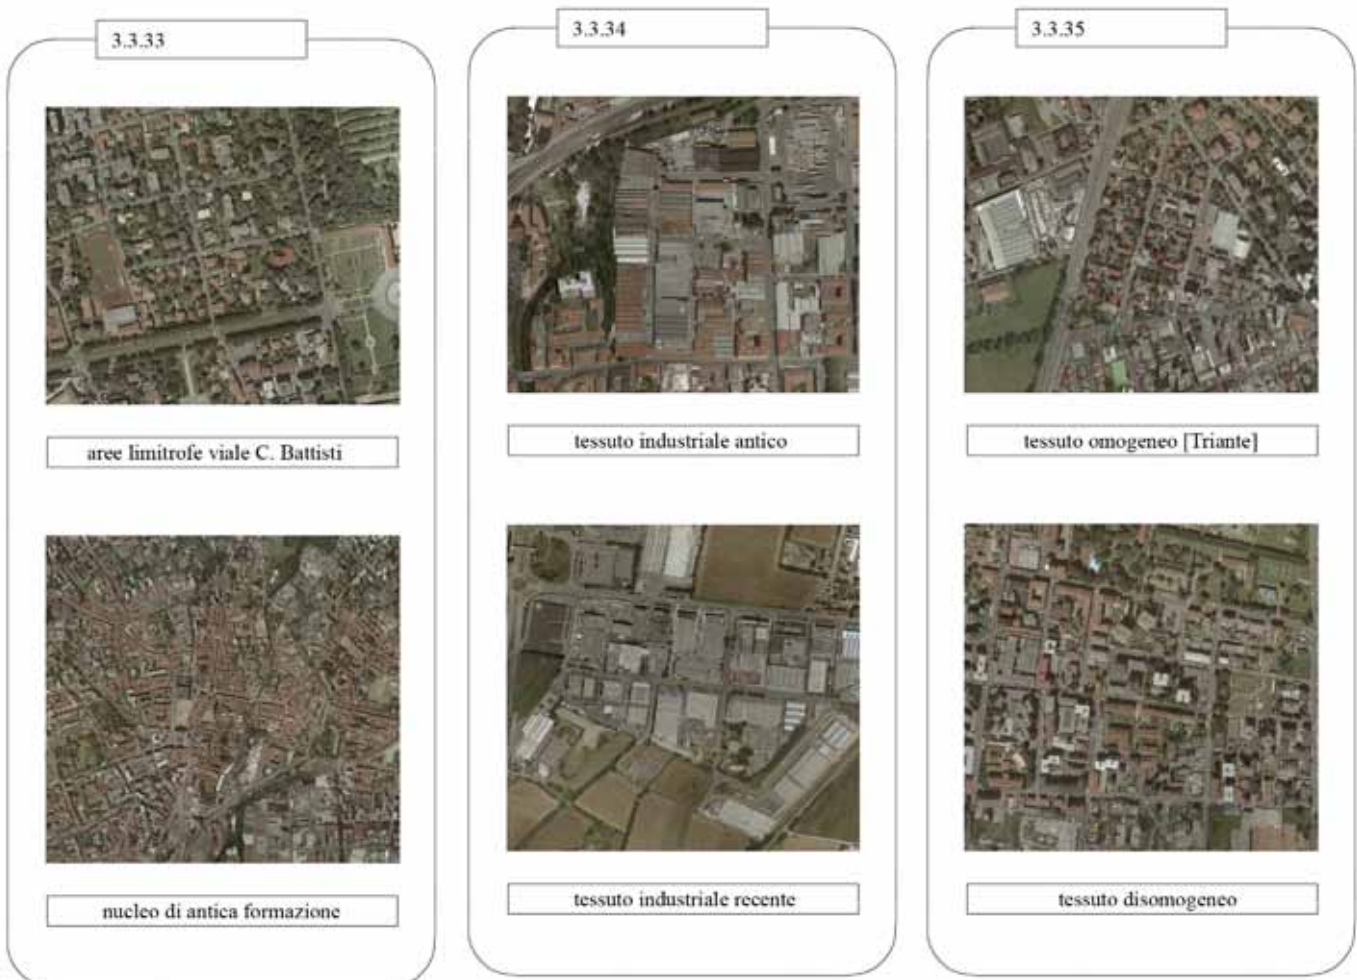 3.3.33
aree limitrofe viale C. Battisti
nucleo di antica formazione
3.3.34
tessuto industriale antico
tessuto industriale recente
3.3.35
tessuto omogeneo [Triante]
tessuto disomogeneo